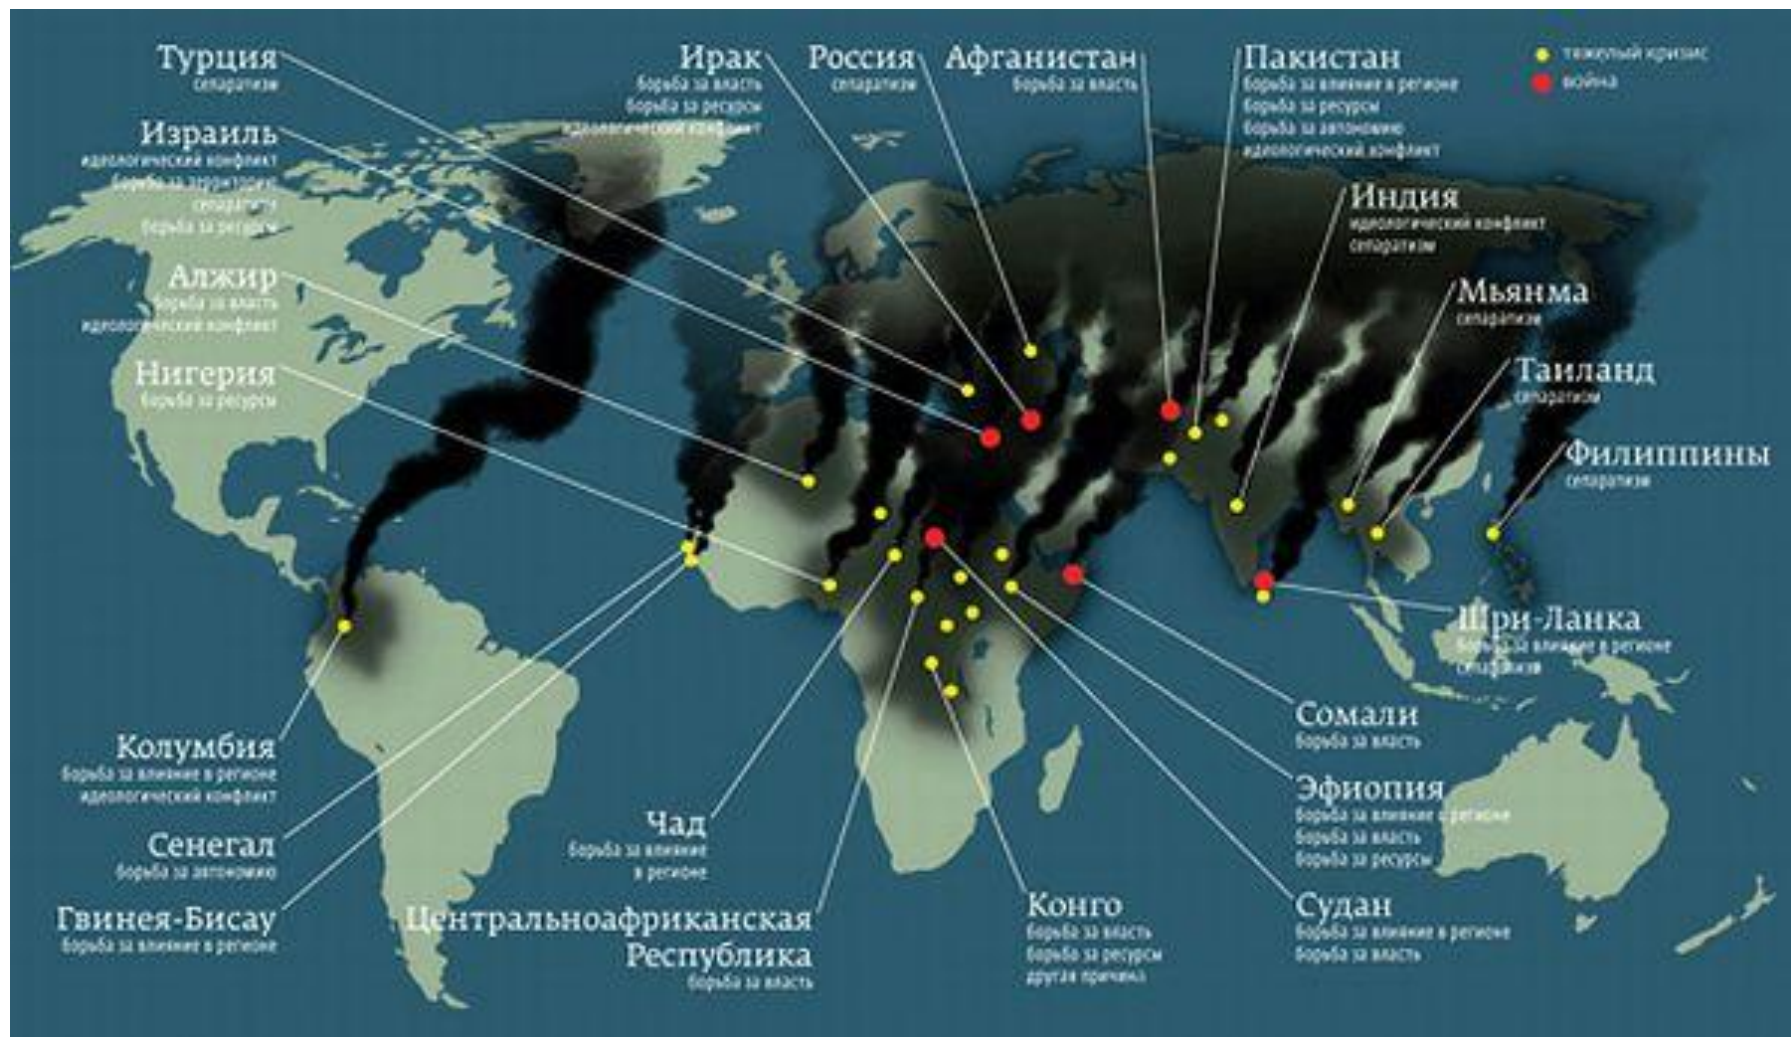 Турция
сепаратизм
Израиль
идеологический конфликт
борьба за территорию
сепаратизм
борьба за ресурсы
Алжир
борьба за власть
идеологический конфликт
Нигерия
борьба за ресурсы
Ирак
борьба за власть
борьба за ресурсы
идеологический конфликт
Россия
сепаратизм
Афганистан
борьба за власть
Пакистан
борьба за влияние в регионе
борьба за ресурсы
борьба за автономию
идеологический конфликт
тяжелый кризис
война
Индия
идеологический конфликт
сепаратизм
Мьянма
сепаратизм
Таиланд
сепаратизм
Филиппины
сепаратизм
Шри-Ланка
борьба за влияние в регионе
сепаратизм
Сомали
борьба за власть
Эфиопия
борьба за влияние в регионе
борьба за власть
борьба за ресурсы
Судан
борьба за влияние в регионе
борьба за власть
Конго
борьба за власть
борьба за ресурсы
другая причина
Чад
борьба за влияние
в регионе
Центральноафриканская
Республика
борьба за власть
Колумбия
борьба за влияние в регионе
идеологический конфликт
Сенегал
борьба за автономию
Гвинея-Бисау
борьба за влияние в регионе